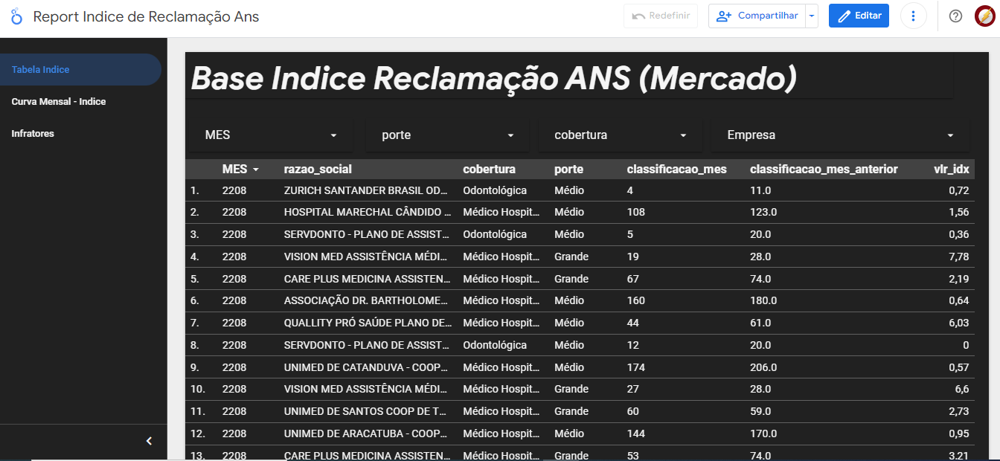 Report Indice de Reclamação Ans
Redefinir
Compartilhar
Editar
Tabela Indice
Curva Mensal - Indice
Infratores
Base Indice Reclamação ANS (Mercado)
MES porte cobertura Empresa
MES razao_social cobertura porte classificacao_mes classificacao_mes_anterior vlr_idx
1. 2208 ZURICH SANTANDER BRASIL OD… Odontológica Médio 4 11.0 0,72
2. 2208 HOSPITAL MARECHAL CÂNDIDO … Médico Hospit… Médio 108 123.0 1,56
3. 2208 SERVDONTO - PLANO DE ASSIST… Odontológica Médio 5 20.0 0,36
4. 2208 VISION MED ASSISTÊNCIA MÉDI… Médico Hospit… Grande 19 28.0 7,78
5. 2208 CARE PLUS MEDICINA ASSISTEN… Médico Hospit… Grande 67 74.0 2,19
6. 2208 ASSOCIAÇÃO DR. BARTHOLOME… Médico Hospit… Médio 160 180.0 0,64
7. 2208 QUALLITY PRÓ SAÚDE PLANO DE… Médico Hospit… Médio 44 61.0 6,03
8. 2208 SERVDONTO - PLANO DE ASSIST… Odontológica Médio 12 20.0 0
9. 2208 UNIMED DE CATANDUVA - COOP… Médico Hospit… Médio 174 206.0 0,57
10. 2208 VISION MED ASSISTÊNCIA MÉDI… Médico Hospit… Grande 27 28.0 6,6
11. 2208 UNIMED DE SANTOS COOP DE T… Médico Hospit… Grande 60 59.0 2,73
12. 2208 UNIMED DE ARACATUBA - COOP… Médico Hospit… Médio 144 170.0 0,95
13. 2208 CARE PLUS MEDICINA ASSISTEN… Médico Hospit… Grande 53 74.0 3,21